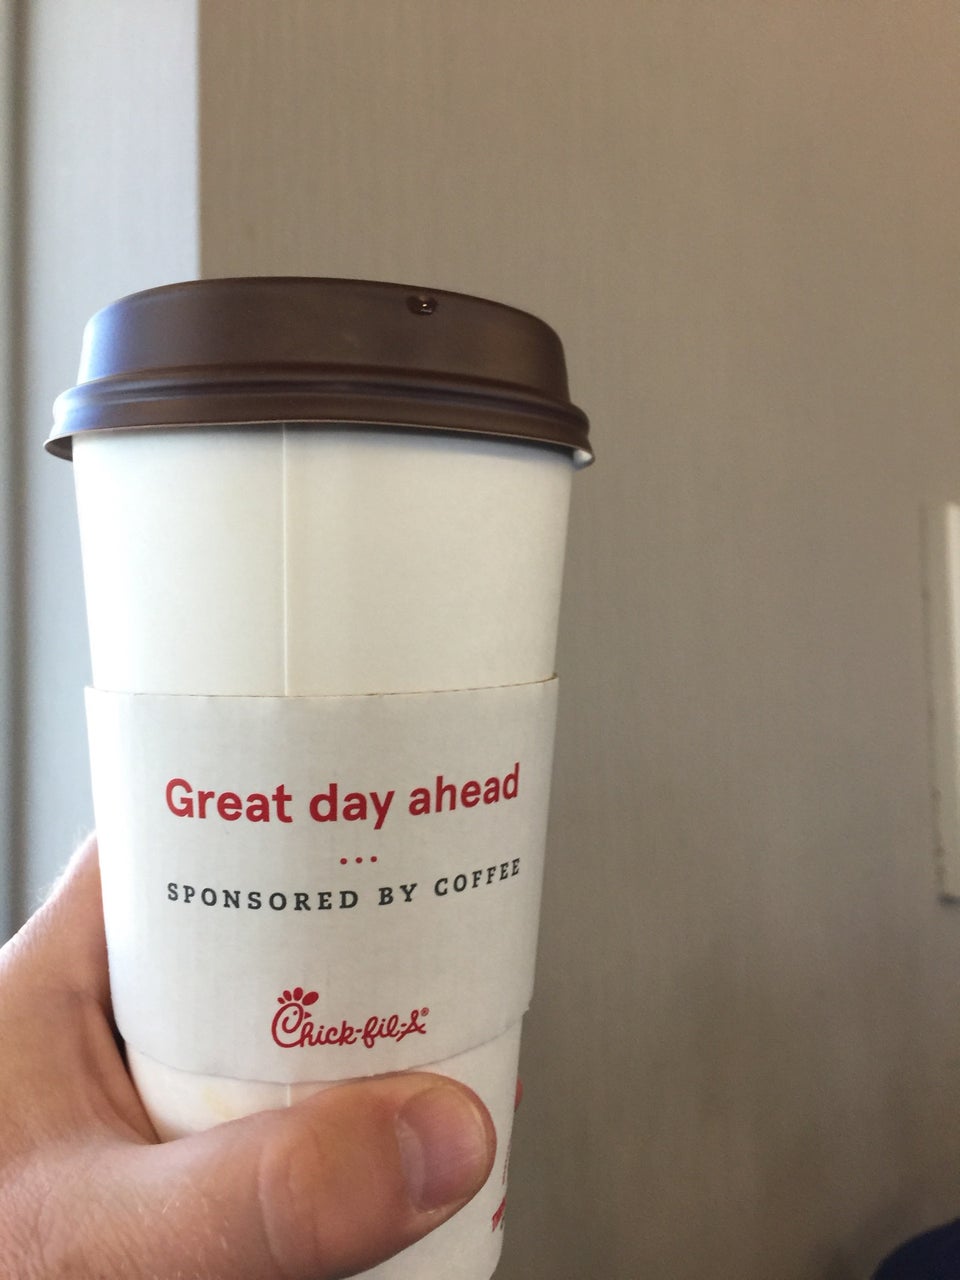 Great day ahead
...
SPONSORED BY COFFEE
Chick-fil-A®